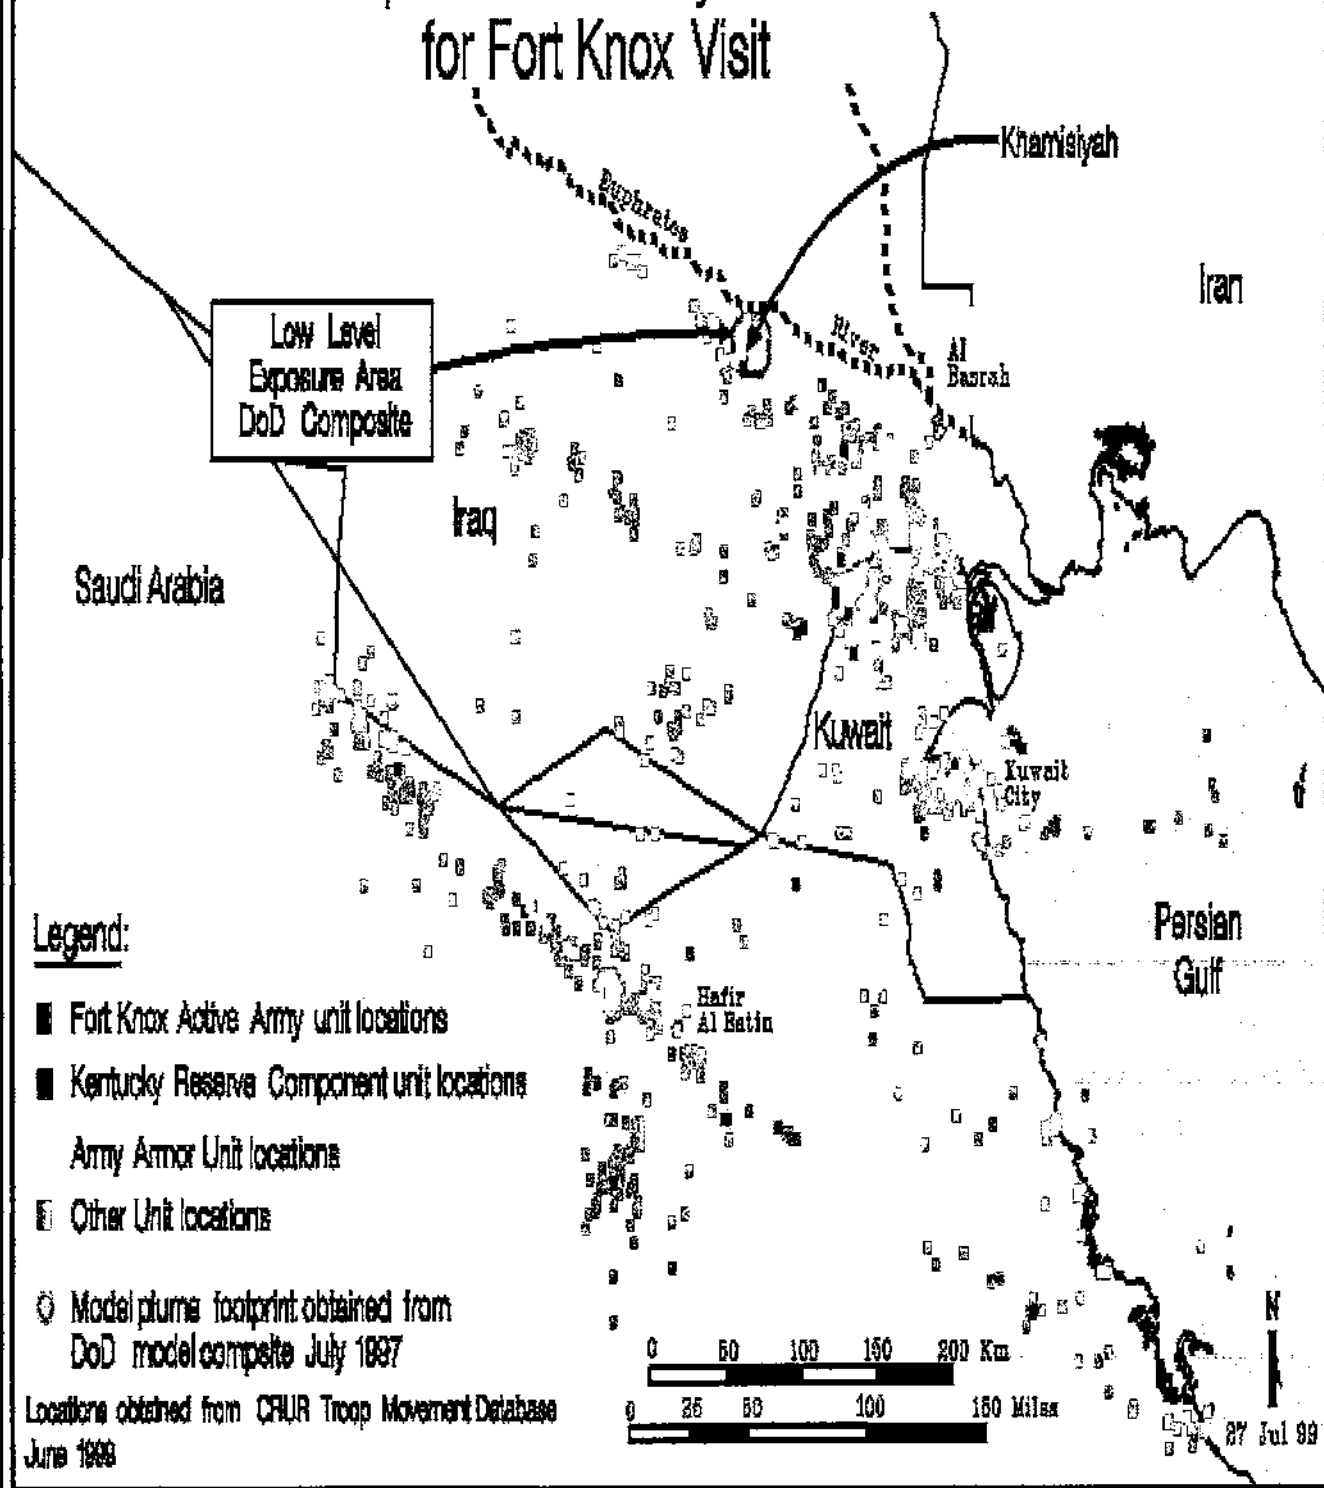 for Fort Knox Visit
Khamisiyah
Euphrates
Iran
Low Level
Exposure Area
DoD Composite
River
Al
Basrah
Iraq
Saudi Arabia
Kuwait
Kuwait
City
Persian
Gulf
Legend:
Hafir
Al Batin
Fort Knox Active Army unit locations
Kentucky Reserve Component unit locations
Army Armor Unit locations
Other Unit locations
Model plume footprint obtained from
DoD model compsite July 1997
0 50 100 150 200 Km
0 25 50 100 150 Miles
Locations obtained from CRUR Troop Movement Database
June 1999
N
27 Jul 99